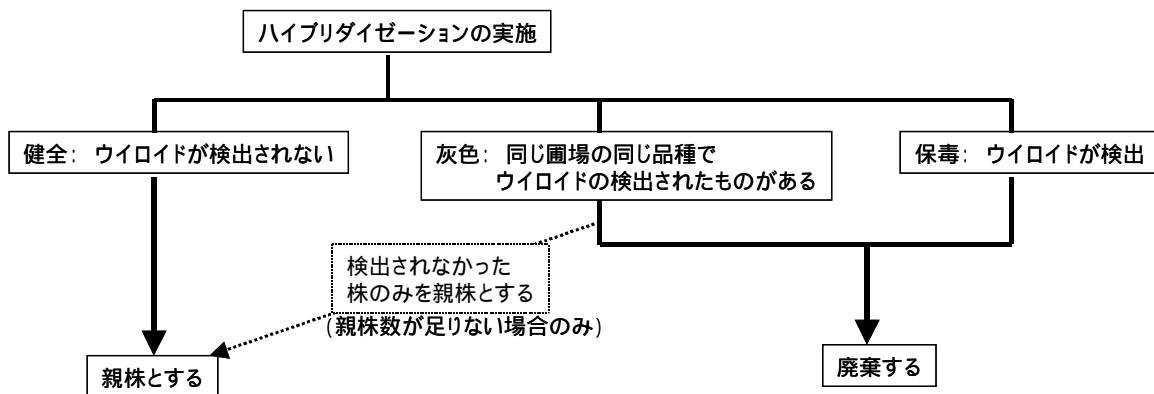 ハイブリダイゼーションの実施
健全： ウイロイドが検出されない
灰色： 同じ圃場の同じ品種で
ウイロイドの検出されたものがある
保毒： ウイロイドが検出
検出されなかった
株のみを親株とする
(親株数が足りない場合のみ)
親株とする
廃棄する